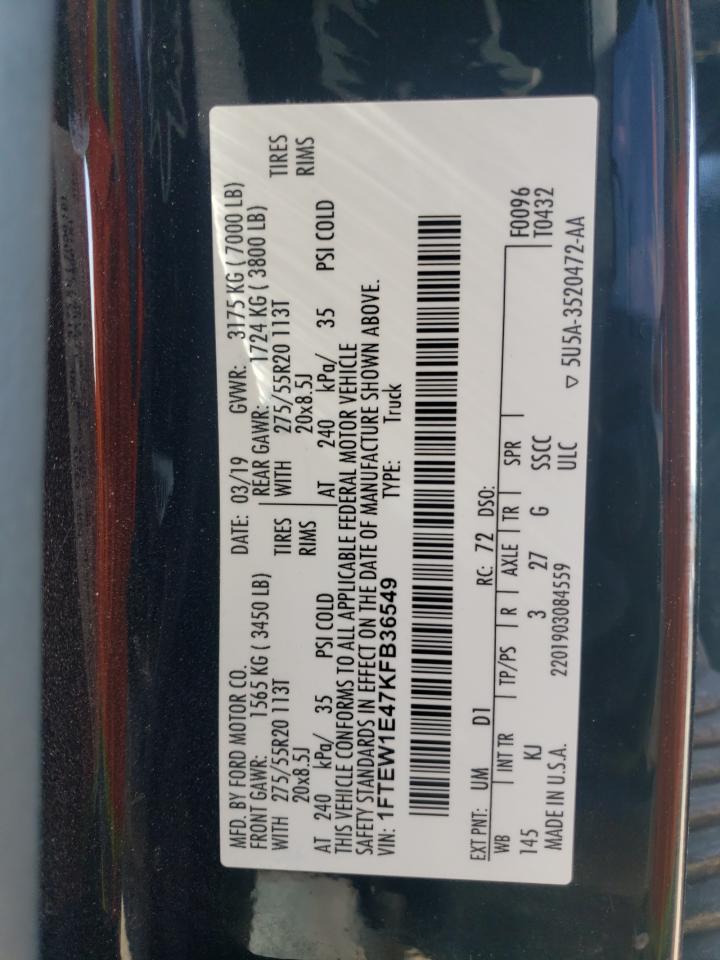 MFD. BY FORD MOTOR CO.
DATE: 03/19 GVWR: 3175 KG ( 7000 LB)
FRONT GAWR: 1565 KG ( 3450 LB)
REAR GAWR: 1724 KG ( 3800 LB)
WITH 275/55R20 113T TIRES
WITH 275/55R20 113T TIRES
20x8.5J RIMS
20x8.5J RIMS
AT 240 kPa/ 35 PSI COLD
AT 240 kPa/ 35 PSI COLD
THIS VEHICLE CONFORMS TO ALL APPLICABLE FEDERAL MOTOR VEHICLE
SAFETY STANDARDS IN EFFECT ON THE DATE OF MANUFACTURE SHOWN ABOVE.
VIN: 1FTEW1E47KFB36549 TYPE: Truck
EXT PNT: UM D1 RC: 72 DSO:
WB INT TR TP/PS R AXLE TR SPR F0096
145 KJ 3 27 G SSCC T0432
MADE IN U.S.A. 2201903084559 ULC
▽ 5U5A-3520472-AA